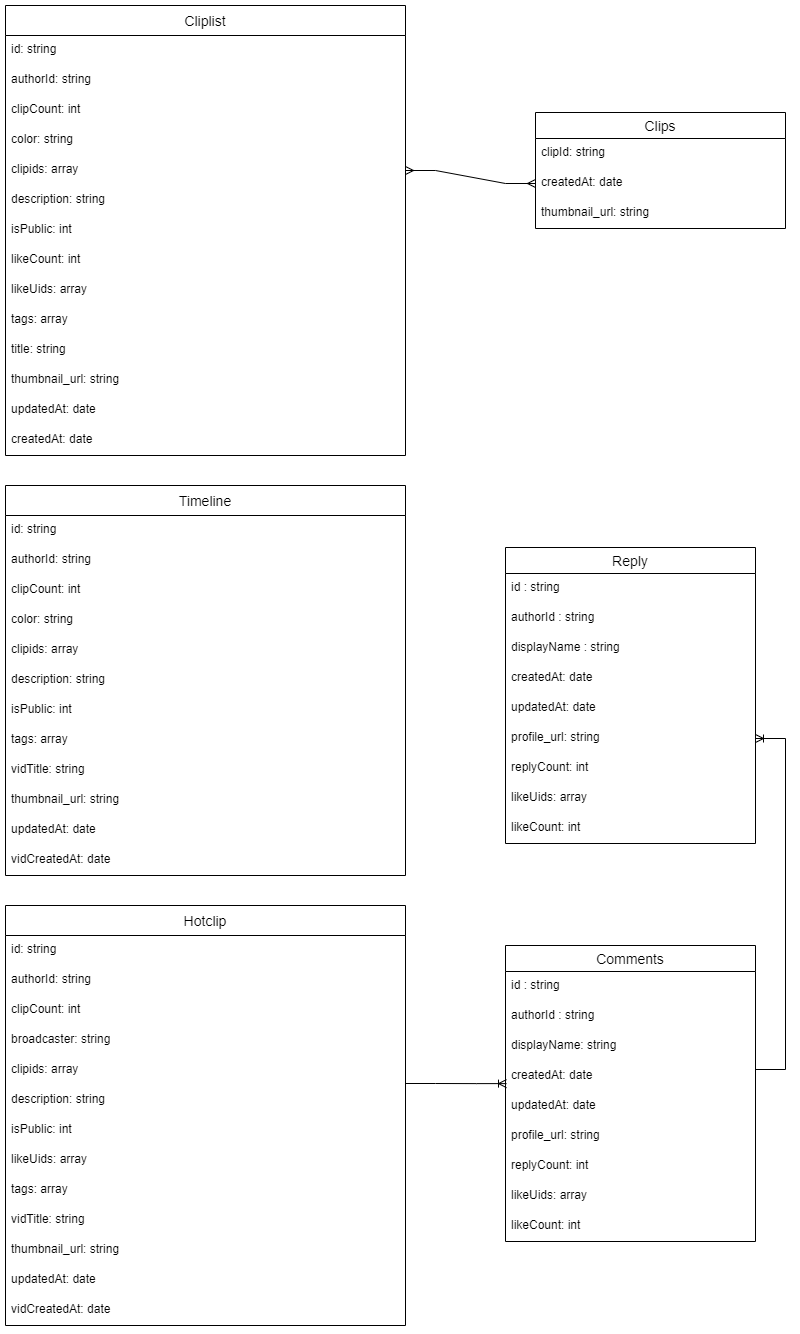 Cliplist
id: string
authorId: string
clipCount: int
color: string
clipids: array
description: string
isPublic: int
likeCount: int
likeUids: array
tags: array
title: string
thumbnail_url: string
updatedAt: date
createdAt: date
Clips
clipId: string
createdAt: date
thumbnail_url: string
Timeline
id: string
authorId: string
clipCount: int
color: string
clipids: array
description: string
isPublic: int
tags: array
vidTitle: string
thumbnail_url: string
updatedAt: date
vidCreatedAt: date
Reply
id : string
authorId : string
displayName : string
createdAt: date
updatedAt: date
profile_url: string
replyCount: int
likeUids: array
likeCount: int
Hotclip
id: string
authorId: string
clipCount: int
broadcaster: string
clipids: array
description: string
isPublic: int
likeUids: array
tags: array
vidTitle: string
thumbnail_url: string
updatedAt: date
vidCreatedAt: date
Comments
id : string
authorId : string
displayName: string
createdAt: date
updatedAt: date
profile_url: string
replyCount: int
likeUids: array
likeCount: int